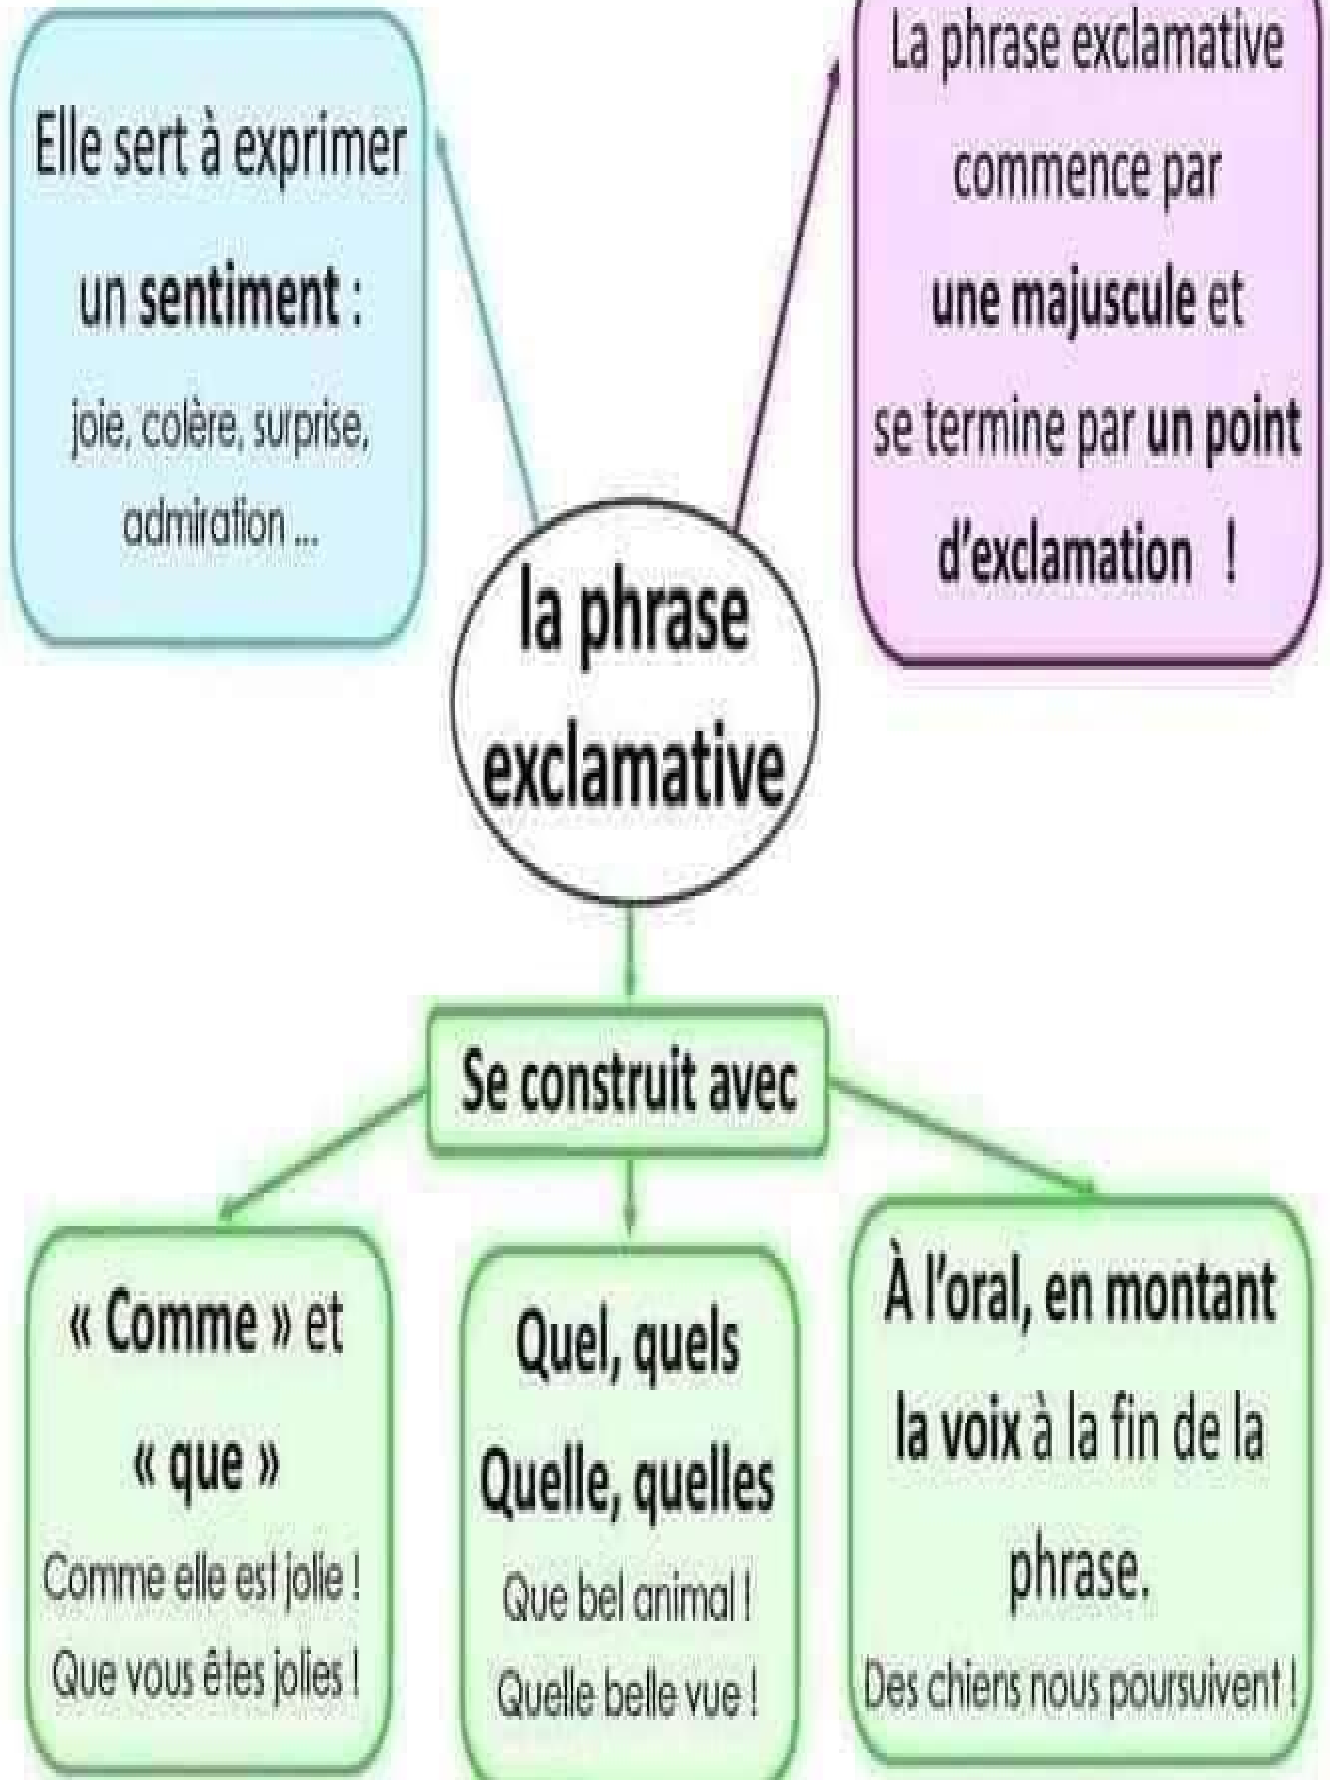 Elle sert à exprimer
un sentiment :
joie, colère, surprise,
admiration ...
La phrase exclamative
commence par
une majuscule et
se termine par un point
d'exclamation !
la phrase
exclamative
Se construit avec
« Comme » et
« que »
Comme elle est jolie !
Que vous êtes jolies !
Quel, quels
Quelle, quelles
Que bel animal !
Quelle belle vue !
À l'oral, en montant
la voix à la fin de la
phrase.
Des chiens nous poursuivent !